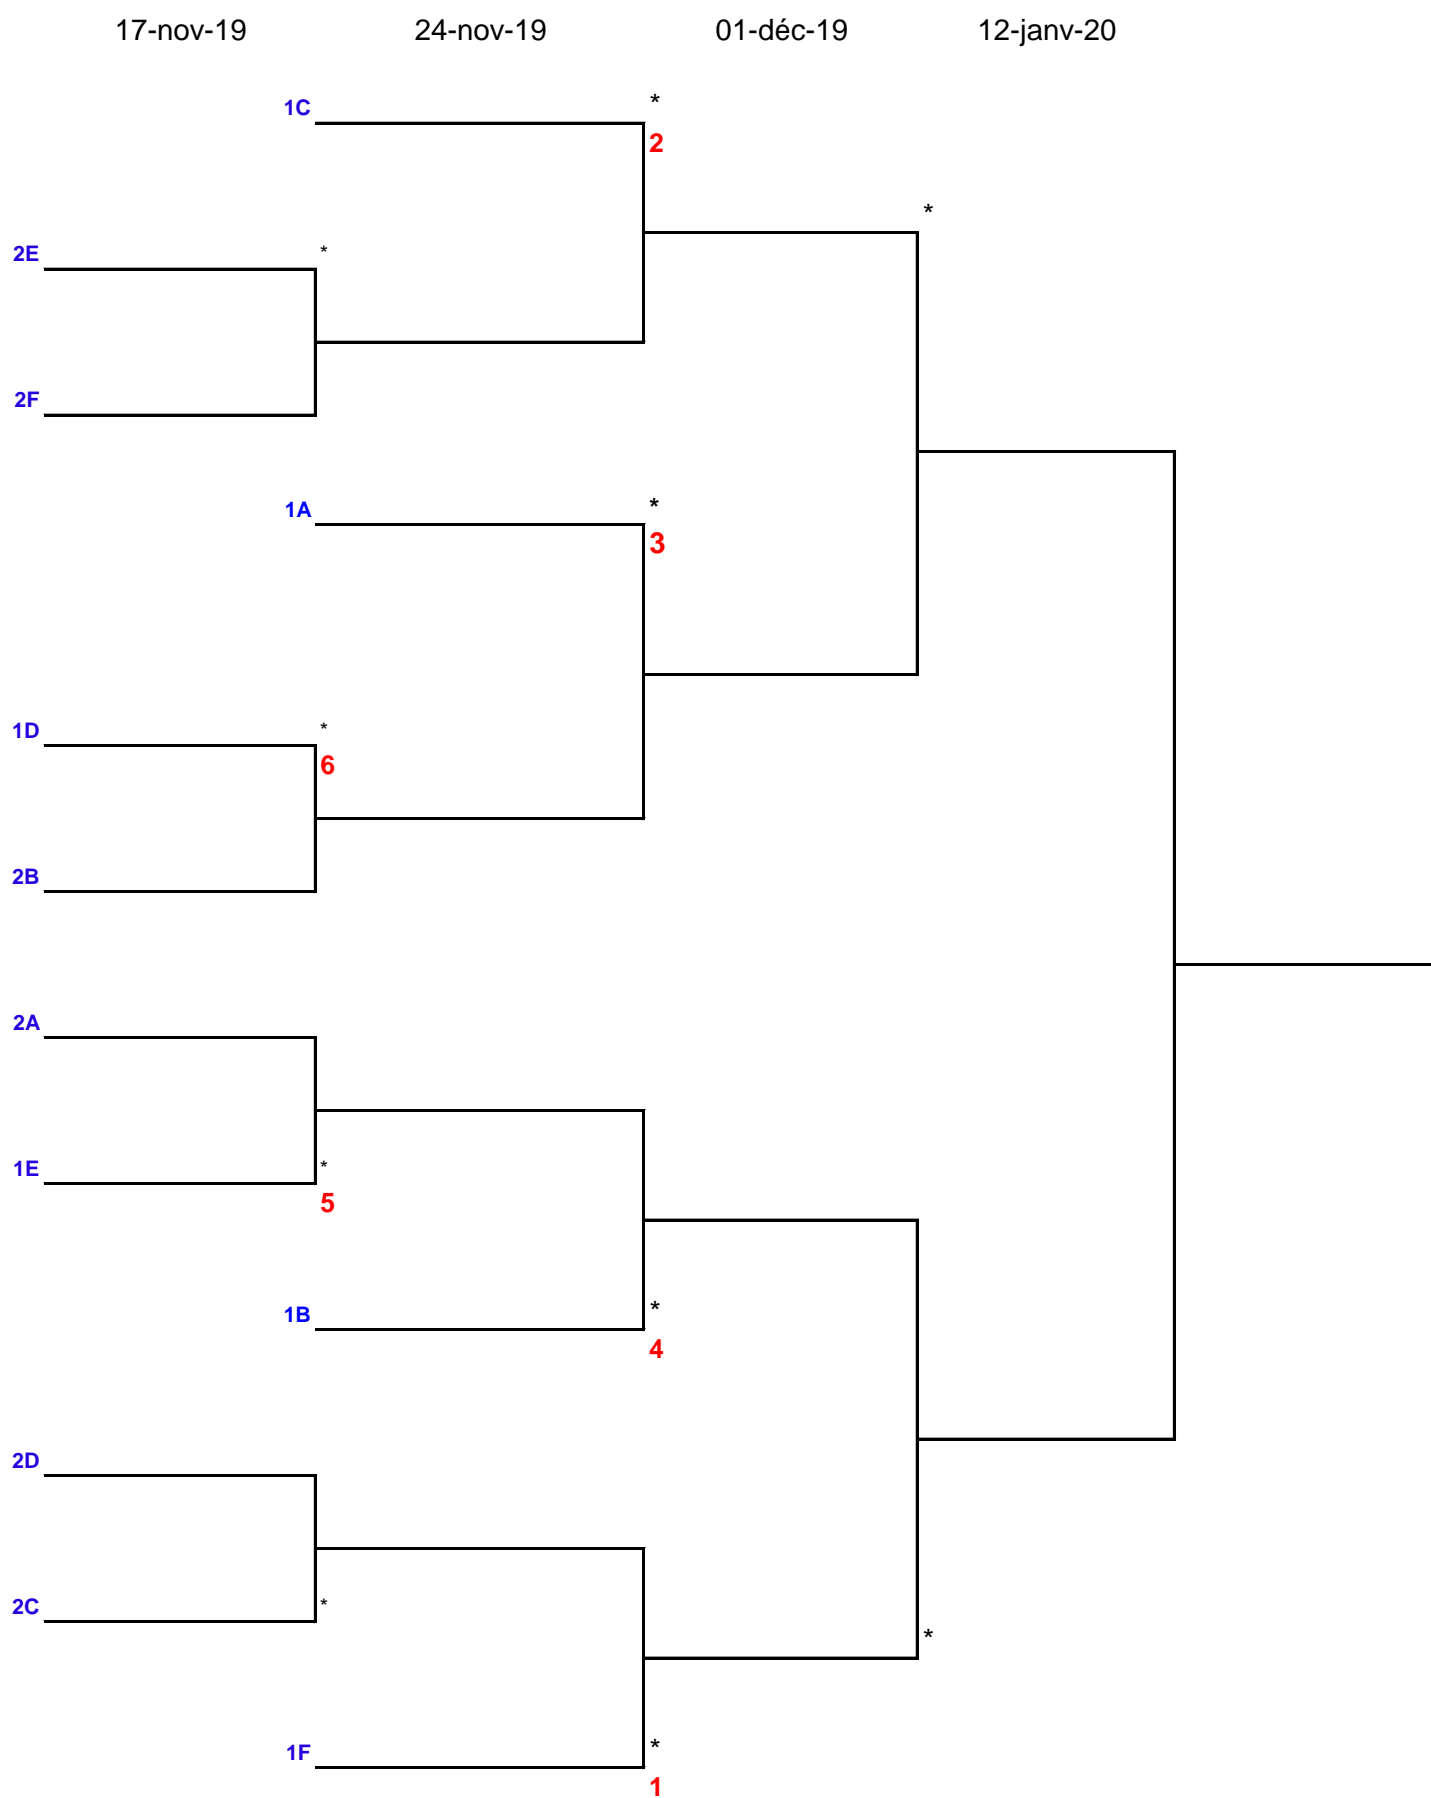 17-nov-19 24-nov-19 01-déc-19 12-janv-20
1C *
2
*
2E *
2F
1A *
3
1D *
6
2B
2A
1E *
5
1B *
4
2D
2C *
*
1F *
1